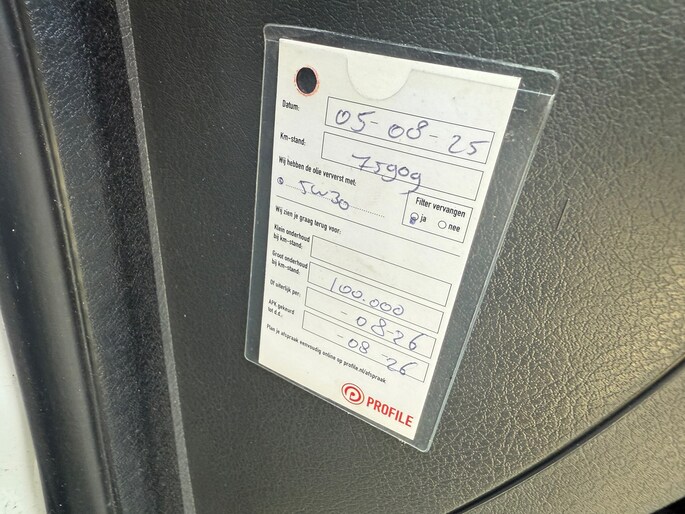 Datum: 05-08-25
Km-stand: 75909
Wij hebben de olie ververst met:
5W30
Filter vervangen
ja nee
Wij zien je graag terug voor:
Klein onderhoud bij km-stand:
Groot onderhoud bij km-stand: 100.000
Of uiterlijk per: -08-26
APK gekeurd tot d.d.: -08-26
Plan je afspraak eenvoudig online op profile.nl/afspraak
PROFILE